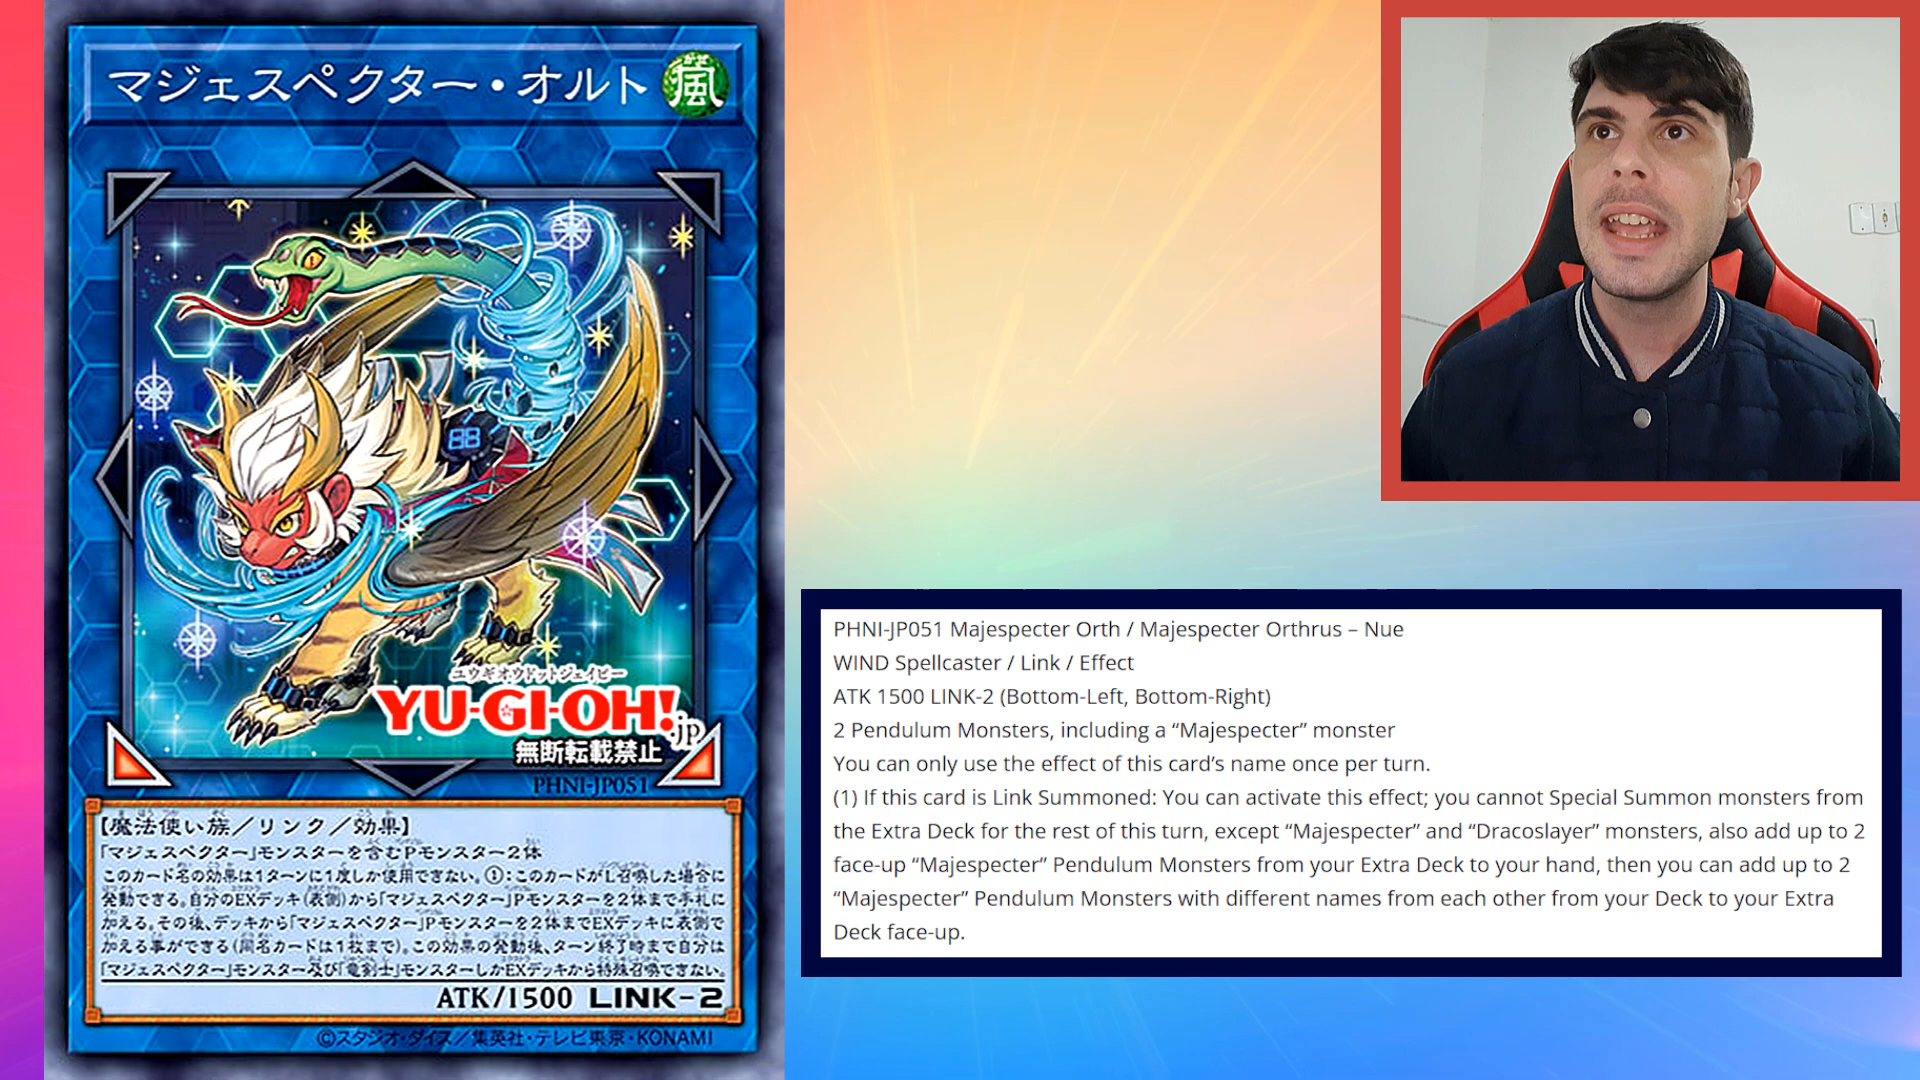 マジェスペクター・オルト 風
88
ユウギオウドットジェイピー
YU-GI-OH!.jp
無断転載禁止
PHNI-JP051
【魔法使い族／リンク／効果】
「マジェスペクター」モンスターを含むPモンスター2体
このカード名の効果は1ターンに1度しか使用できない。①：このカードがL召喚した場合に
発動できる。自分のEXデッキ(表側)から「マジェスペクター」Pモンスターを2体まで手札に
加える。その後、デッキから「マジェスペクター」Pモンスターを2体までEXデッキに表側で
加える事ができる(同名カードは1枚まで)。この効果の発動後、ターン終了時まで自分は
「マジェスペクター」モンスター及び「竜剣士」モンスターしかEXデッキから特殊召喚できない。
ATK/1500 LINK-2
©スタジオ・ダイス／集英社・テレビ東京・KONAMI
PHNI-JP051 Majespecter Orth / Majespecter Orthrus – Nue
WIND Spellcaster / Link / Effect
ATK 1500 LINK-2 (Bottom-Left, Bottom-Right)
2 Pendulum Monsters, including a “Majespecter” monster
You can only use the effect of this card’s name once per turn.
(1) If this card is Link Summoned: You can activate this effect; you cannot Special Summon monsters from
the Extra Deck for the rest of this turn, except “Majespecter” and “Dracoslayer” monsters, also add up to 2
face-up “Majespecter” Pendulum Monsters from your Extra Deck to your hand, then you can add up to 2
“Majespecter” Pendulum Monsters with different names from each other from your Deck to your Extra
Deck face-up.